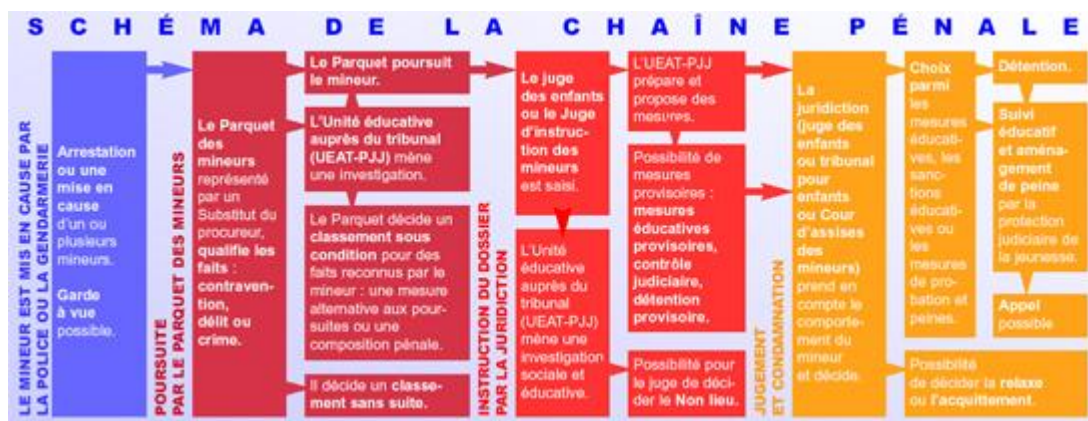 SCHÉMA DE LA CHAÎNE PÉNALE
LE MINEUR EST MIS EN CAUSE PAR
LA POLICE OU LA GENDARMERIE
Arrestation
ou une
mise en
cause
d'un ou
plusieurs
mineurs.
Garde
à vue
possible.
POURSUITE
PAR LE PARQUET DES MINEURS
Le Parquet
des
mineurs
représenté
par un
Substitut du
procureur,
qualifie les
faits :
contraven-
tion,
délit ou
crime.
Le Parquet poursuit
le mineur.
L'Unité éducative
auprès du tribunal
(UEAT-PJJ) mène
une investigation.
Le Parquet décide un
classement sous
condition pour des
faits reconnus par le
mineur : une mesure
alternative aux pour-
suites ou une
composition pénale.
Il décide un classe-
ment sans suite.
INSTRUCTION DU DOSSIER
PAR LA JURIDICTION
Le juge
des enfants
ou le Juge
d'instruc-
tion des
mineurs
est saisi.
L'Unité
éducative
auprès du
tribunal
(UEAT-PJJ)
mène une
investigation
sociale et
éducative.
L'UEAT-PJJ
prépare et
propose des
mesures.
Possibilité de
mesures
provisoires :
mesures
éducatives
provisoires,
contrôle
judiciaire,
détention
provisoire.
Possibilité pour
le juge de déci-
der le Non lieu.
JUGEMENT
ET CONDAMNATION
La
juridiction
(juge des
enfants
ou tribunal
pour
enfants
ou Cour
d'assises
des
mineurs)
prend en
compte le
comporte-
ment du
mineur
et décide.
Choix
parmi
les
mesures
éducati-
ves, les
sanc-
tions
éducati-
ves ou
les
mesures
de pro-
bation et
peines.
Détention.
Suivi
éducatif
et aména-
gement
de peine
par la
protection
judiciaire de
la jeunesse.
Appel
possible
Possibilité
de décider la relaxe
ou l'acquittement.